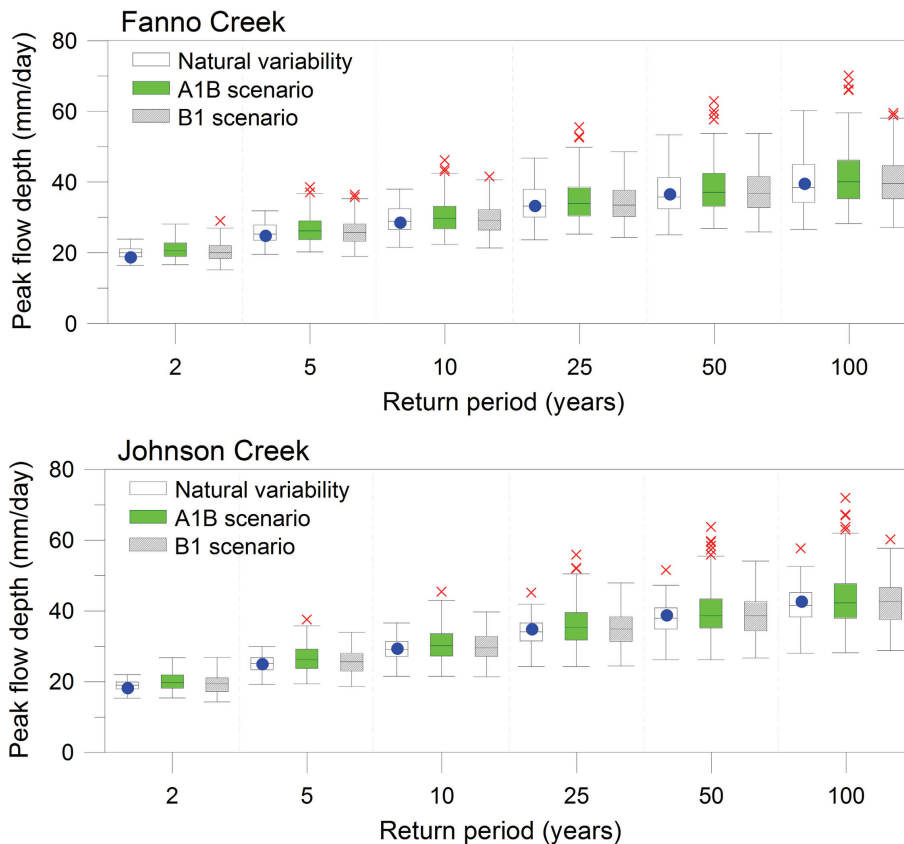 Fanno Creek
80
60
40
20
0
Peak flow depth (mm/day)
Natural variability
A1B scenario
B1 scenario
2 5 10 25 50 100
Return period (years)
Johnson Creek
80
60
40
20
0
Peak flow depth (mm/day)
Natural variability
A1B scenario
B1 scenario
2 5 10 25 50 100
Return period (years)